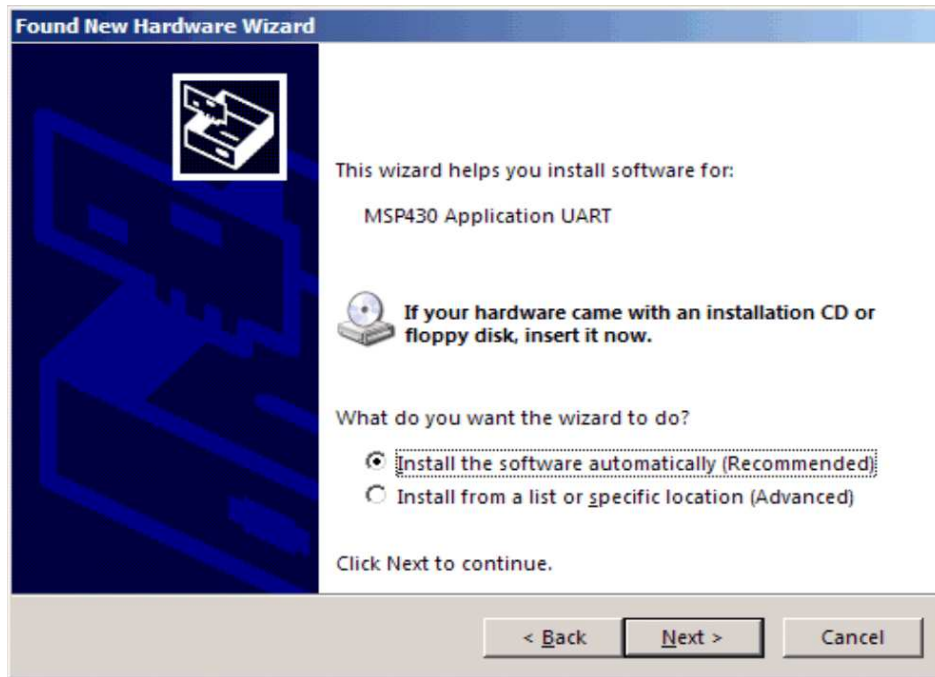 Found New Hardware Wizard
This wizard helps you install software for:
MSP430 Application UART
If your hardware came with an installation CD or
floppy disk, insert it now.
What do you want the wizard to do?
Install the software automatically (Recommended)
Install from a list or specific location (Advanced)
Click Next to continue.
< Back
Next >
Cancel